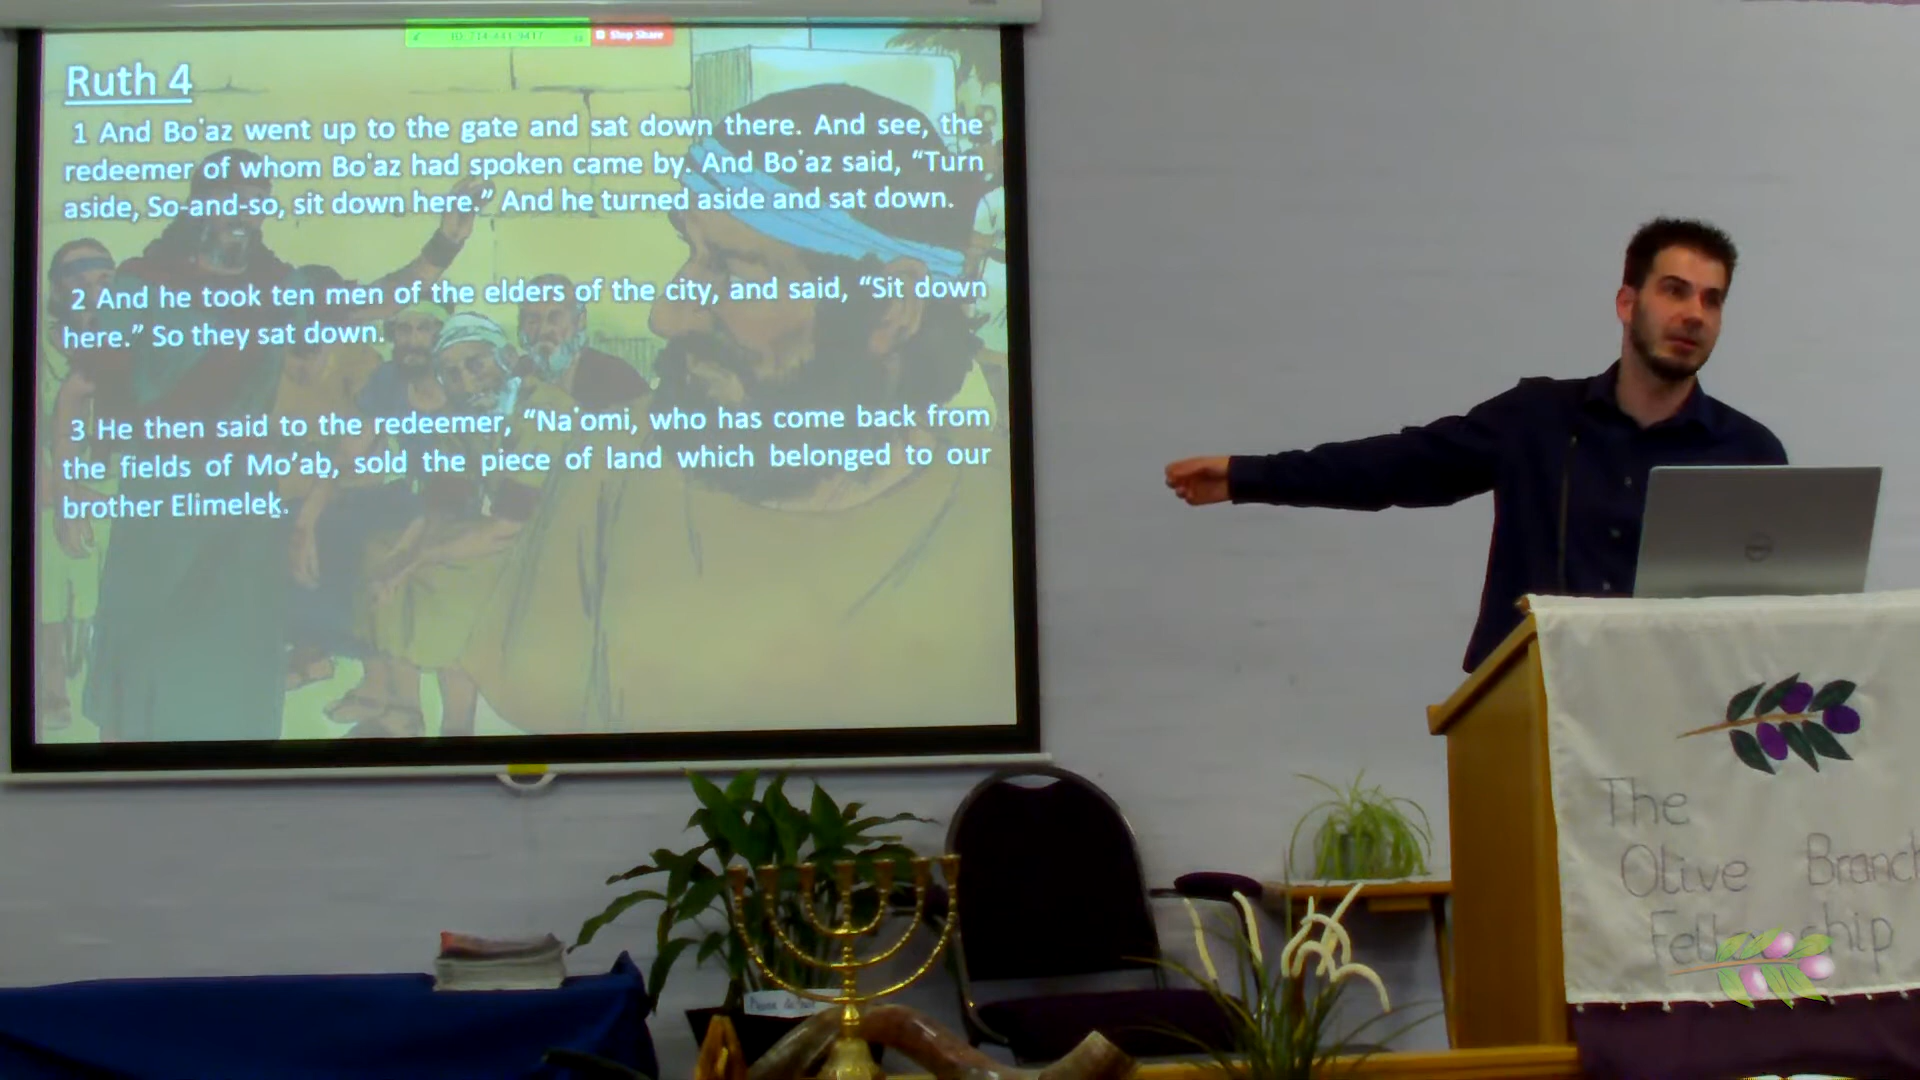 Stop Share
Ruth 4
1 And Bo῾az went up to the gate and sat down there. And see, the
redeemer of whom Bo῾az had spoken came by. And Bo῾az said, “Turn
aside, So-and-so, sit down here.” And he turned aside and sat down.
2 And he took ten men of the elders of the city, and said, “Sit down
here.” So they sat down.
3 He then said to the redeemer, “Na῾omi, who has come back from
the fields of Mo’aḇ, sold the piece of land which belonged to our
brother Elimeleḵ.
The
Olive Branch
Fellowship